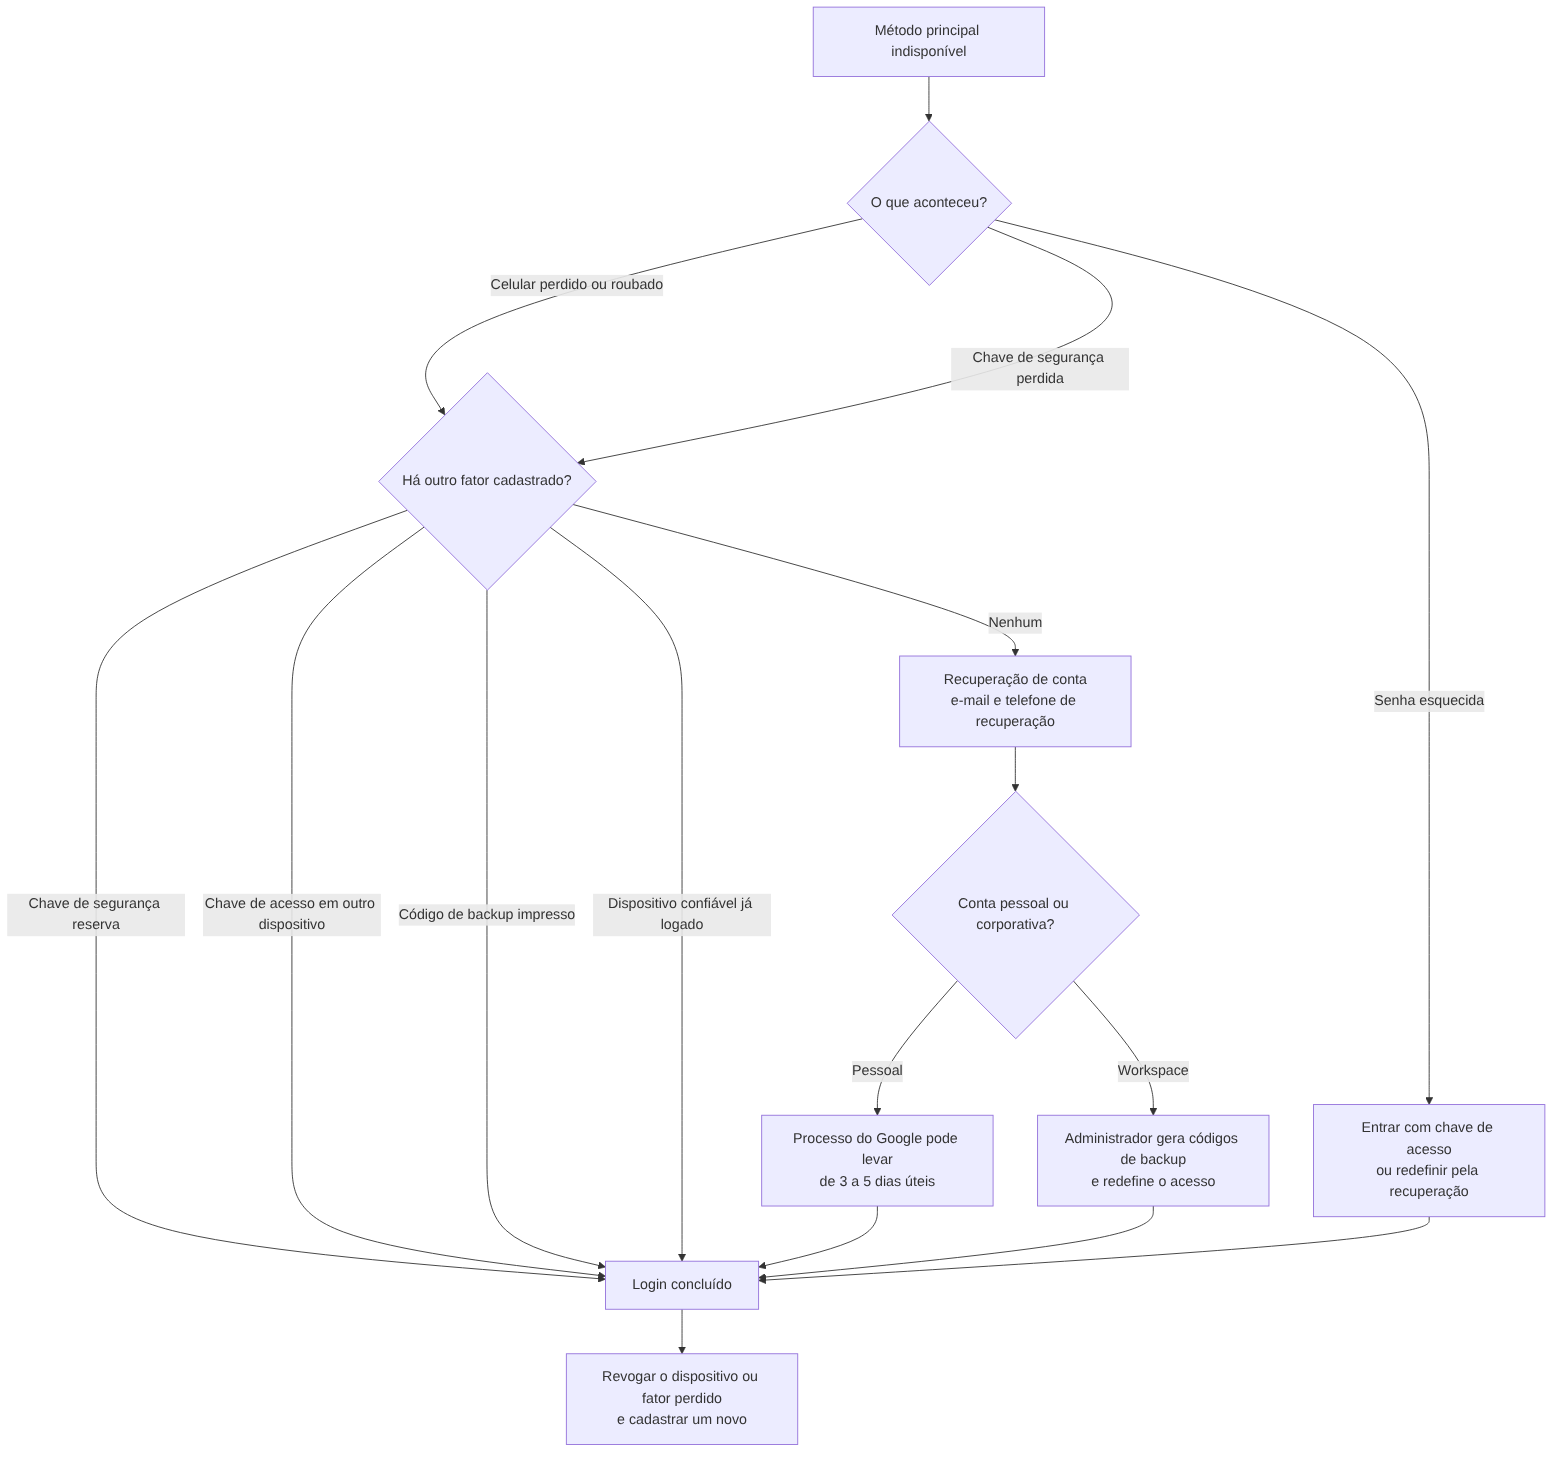 Método principal
indisponível
O que aconteceu?
Celular perdido ou roubado
Chave de segurança
perdida
Há outro fator cadastrado?
Nenhum
Recuperação de conta
e-mail e telefone de
recuperação
Senha esquecida
Chave de segurança
reserva
Chave de acesso em outro
dispositivo
Código de backup impresso
Dispositivo confiável já
logado
Conta pessoal ou
corporativa?
Pessoal
Workspace
Processo do Google pode
levar
de 3 a 5 dias úteis
Administrador gera códigos
de backup
e redefine o acesso
Entrar com chave de
acesso
ou redefinir pela
recuperação
Login concluído
Revogar o dispositivo ou
fator perdido
e cadastrar um novo